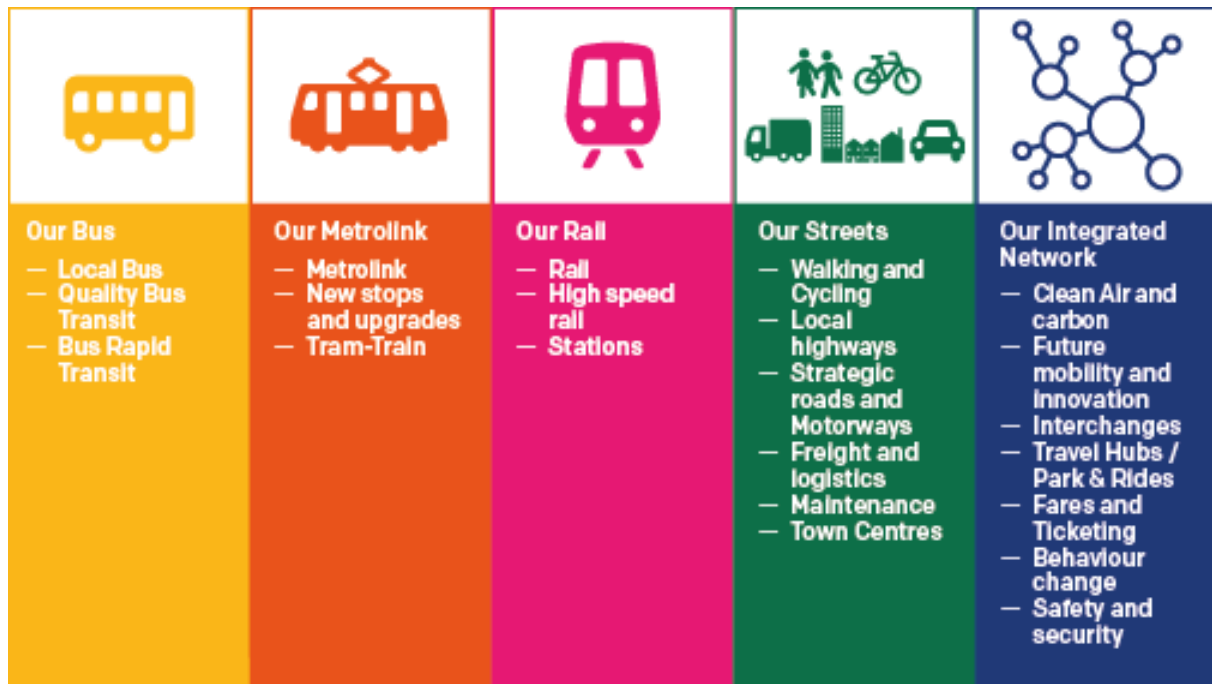 Our Bus
— Local Bus
— Quality Bus
Transit
— Bus Rapid
Transit
Our Metrolink
— Metrolink
— New stops
and upgrades
— Tram-Train
Our Rail
— Rail
— High speed
rail
— Stations
Our Streets
— Walking and
Cycling
— Local
highways
— Strategic
roads and
Motorways
— Freight and
logistics
— Maintenance
— Town Centres
Our Integrated
Network
— Clean Air and
carbon
— Future
mobility and
innovation
— Interchanges
— Travel Hubs /
Park & Rides
— Fares and
Ticketing
— Behaviour
change
— Safety and
security